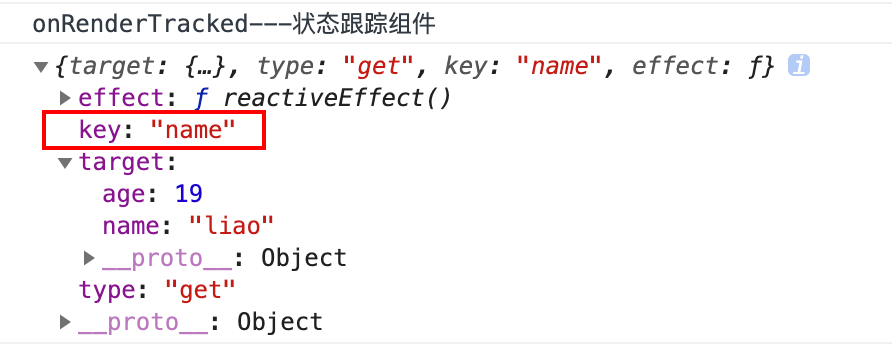 onRenderTracked---状态跟踪组件
{target: {…}, type: "get", key: "name", effect: ƒ} i
effect: ƒ reactiveEffect()
key: "name"
target:
age: 19
name: "liao"
__proto__: Object
type: "get"
__proto__: Object